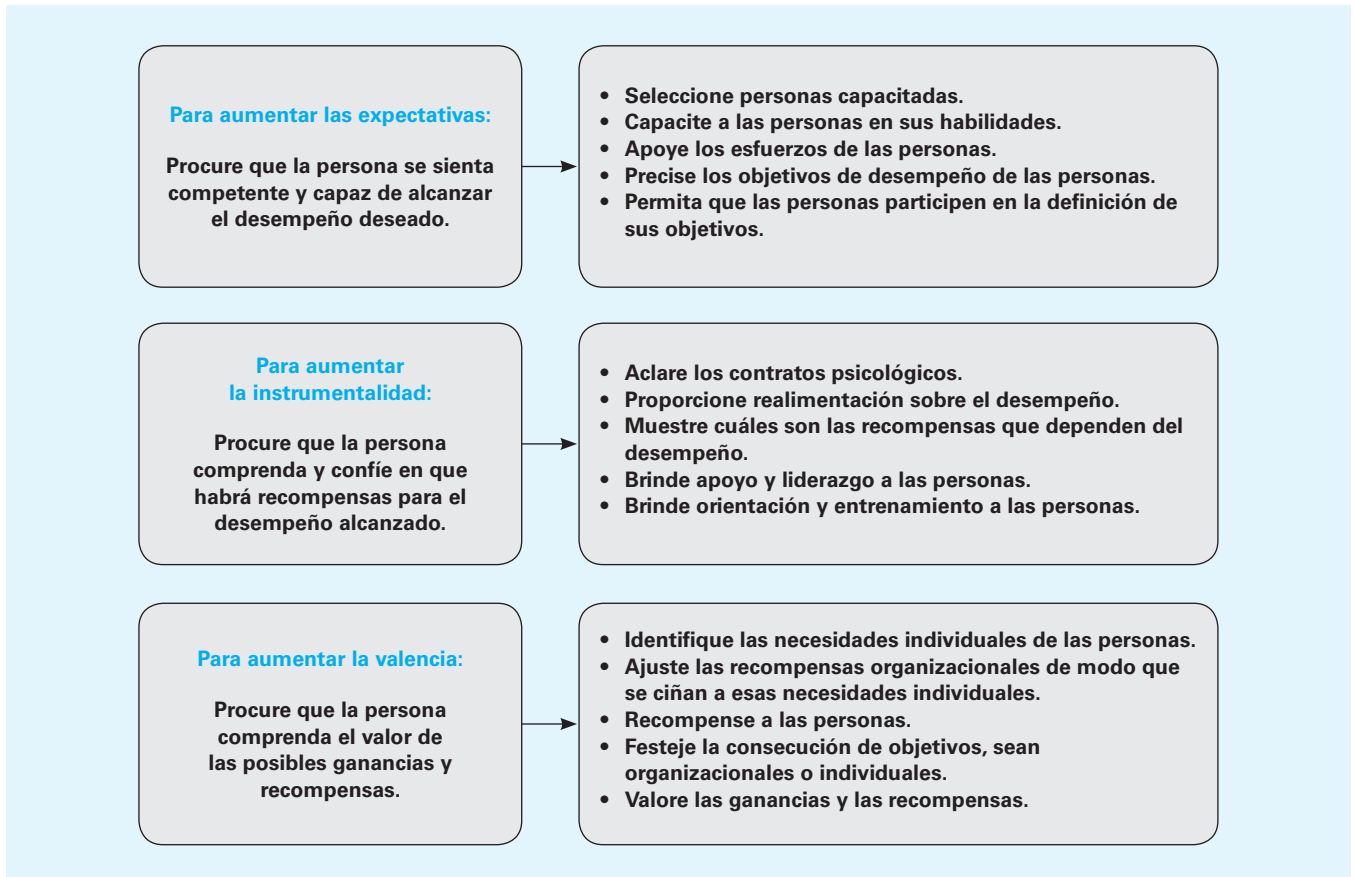 Para aumentar las expectativas:
Procure que la persona se sienta
competente y capaz de alcanzar
el desempeño deseado.
• Seleccione personas capacitadas.
• Capacite a las personas en sus habilidades.
• Apoye los esfuerzos de las personas.
• Precise los objetivos de desempeño de las personas.
• Permita que las personas participen en la definición de
sus objetivos.
Para aumentar
la instrumentalidad:
Procure que la persona
comprenda y confíe en que
habrá recompensas para el
desempeño alcanzado.
• Aclare los contratos psicológicos.
• Proporcione realimentación sobre el desempeño.
• Muestre cuáles son las recompensas que dependen del
desempeño.
• Brinde apoyo y liderazgo a las personas.
• Brinde orientación y entrenamiento a las personas.
Para aumentar la valencia:
Procure que la persona
comprenda el valor de
las posibles ganancias y
recompensas.
• Identifique las necesidades individuales de las personas.
• Ajuste las recompensas organizacionales de modo que
se ciñan a esas necesidades individuales.
• Recompense a las personas.
• Festeje la consecución de objetivos, sean
organizacionales o individuales.
• Valore las ganancias y las recompensas.